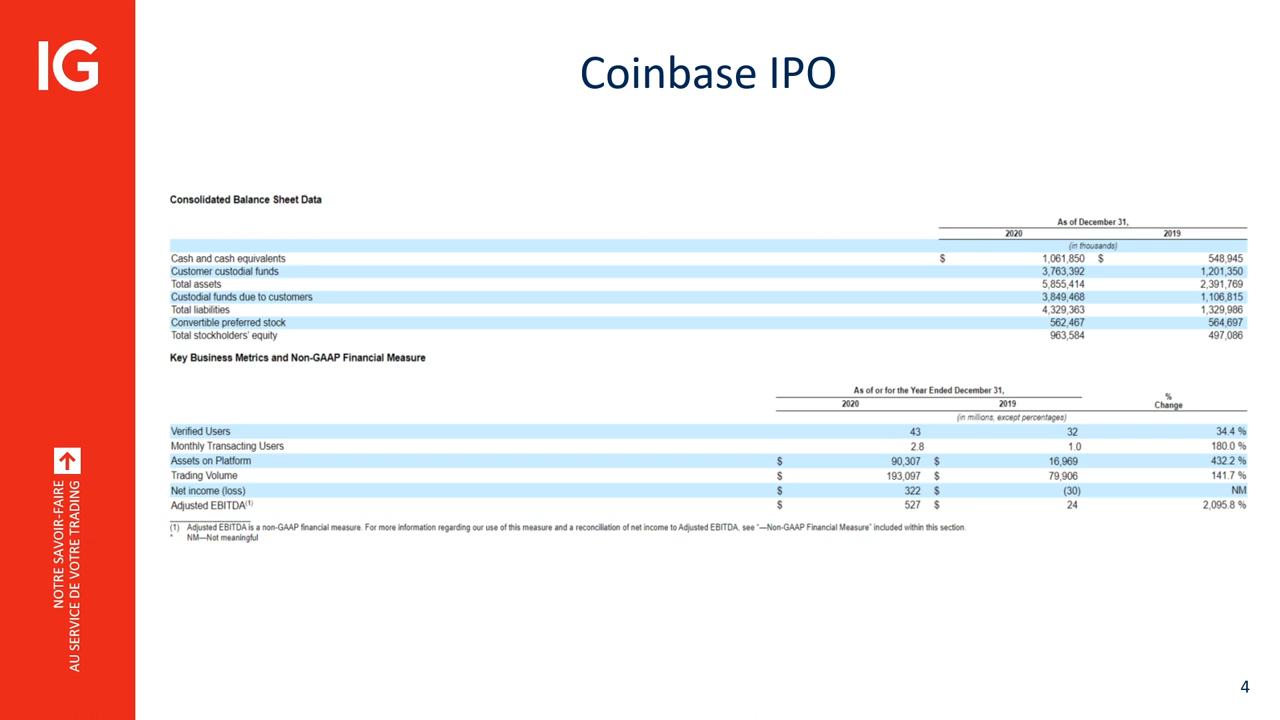 IG
Coinbase IPO
Consolidated Balance Sheet Data
As of December 31,
2020 2019
(in thousands)
Cash and cash equivalents $ 1,061,850 $ 548,945
Customer custodial funds 3,763,392 1,201,350
Total assets 5,855,414 2,391,769
Custodial funds due to customers 3,849,468 1,106,815
Total liabilities 4,329,363 1,329,986
Convertible preferred stock 562,467 564,697
Total stockholders' equity 963,584 497,086
Key Business Metrics and Non-GAAP Financial Measure
As of or for the Year Ended December 31,
2020 2019 % Change
(in millions, except percentages)
Verified Users 43 32 34.4 %
Monthly Transacting Users 2.8 1.0 180.0 %
Assets on Platform $ 90,307 $ 16,969 432.2 %
Trading Volume $ 193,097 $ 79,906 141.7 %
Net income (loss) $ 322 $ (30) NM
Adjusted EBITDA(1) $ 527 $ 24 2,095.8 %
(1) Adjusted EBITDA is a non-GAAP financial measure. For more information regarding our use of this measure and a reconciliation of net income to Adjusted EBITDA, see "—Non-GAAP Financial Measure" included within this section.
* NM—Not meaningful
NOTRE SAVOIR-FAIRE
AU SERVICE DE VOTRE TRADING
4